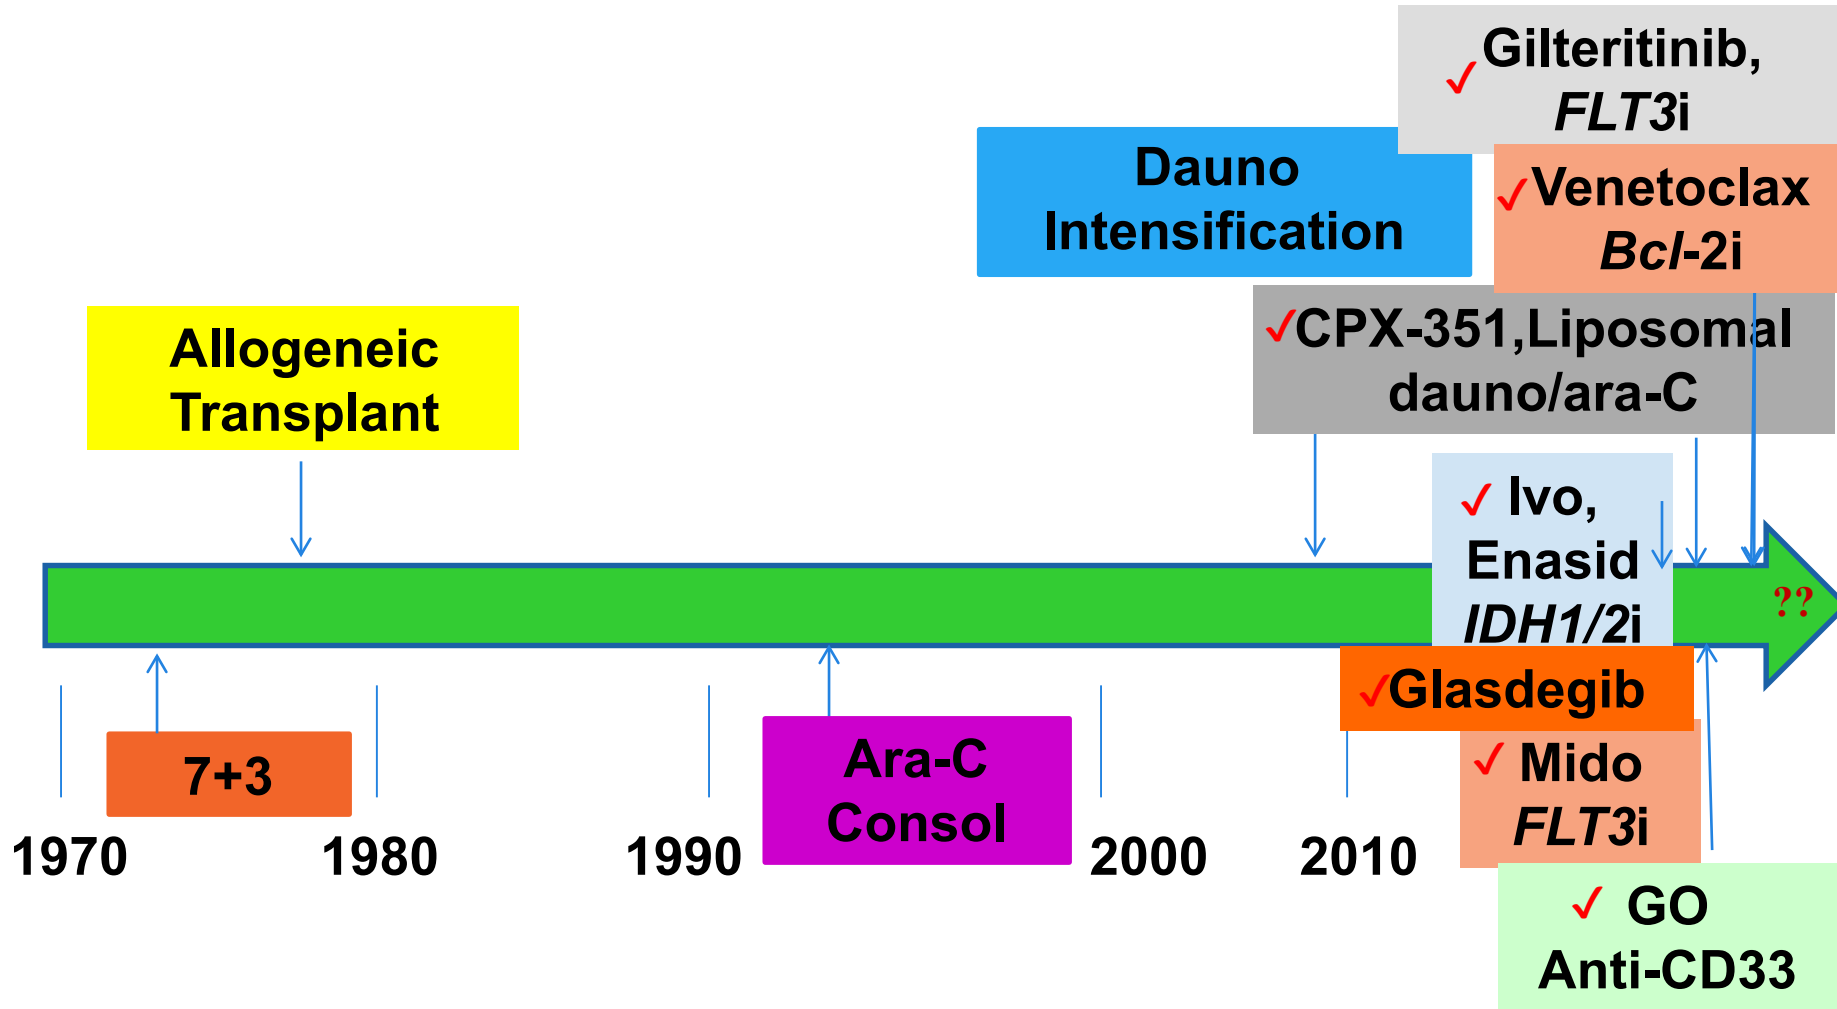 Gilteritinib,
FLT3i
Dauno
Intensification
Venetoclax
Bcl-2i
Allogeneic
Transplant
CPX-351,Liposomal
dauno/ara-C
Ivo,
Enasid
IDH1/2i
??
Glasdegib
7+3
Ara-C
Consol
Mido
FLT3i
1970
1980
1990
2000
2010
GO
Anti-CD33